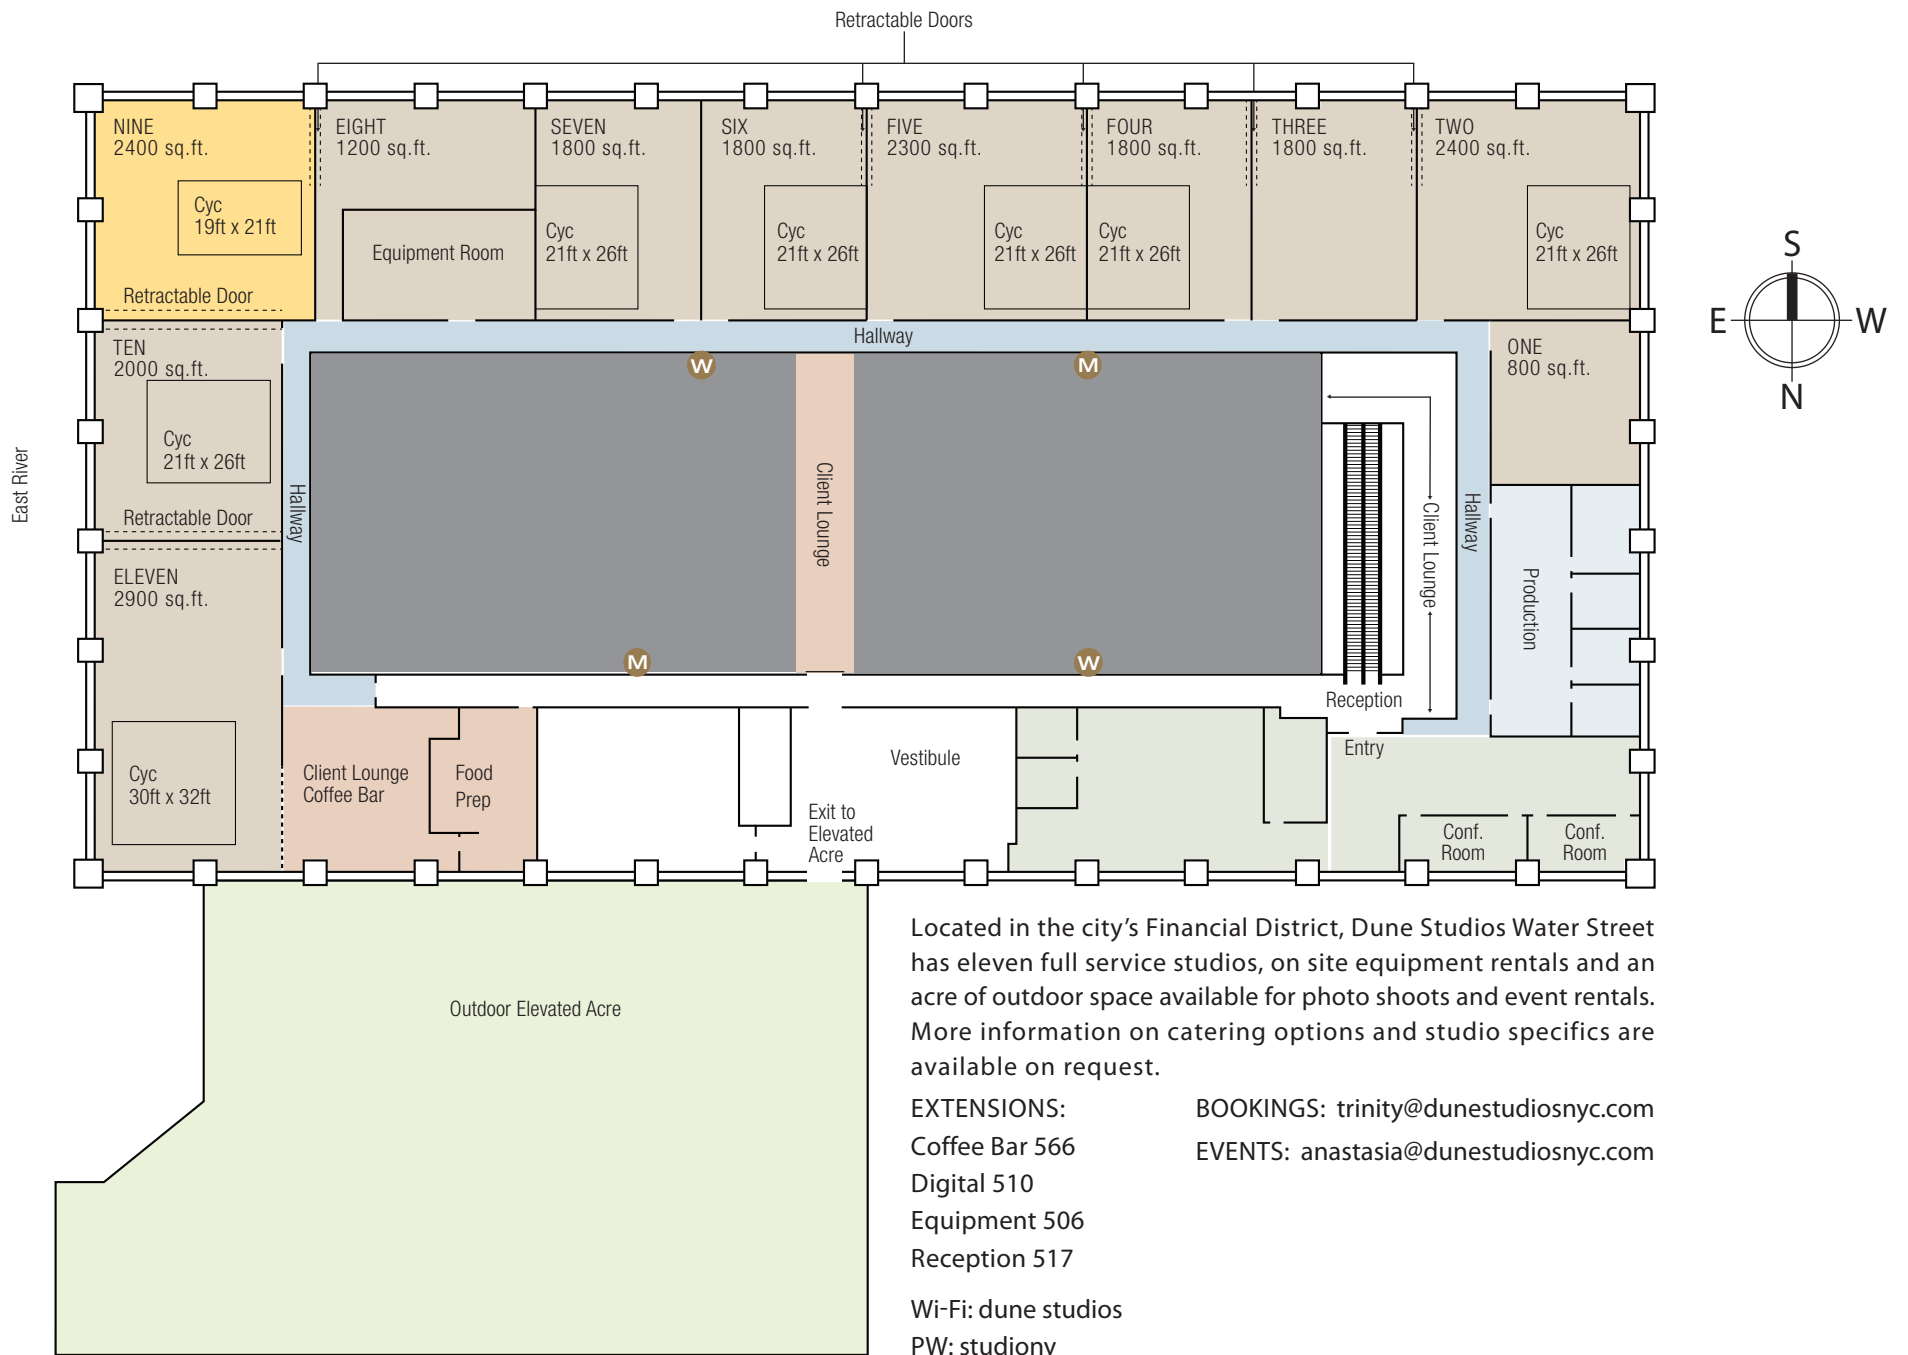 Retractable Doors
NINE
2400 sq.ft.
EIGHT
1200 sq.ft.
SEVEN
1800 sq.ft.
SIX
1800 sq.ft.
FIVE
2300 sq.ft.
FOUR
1800 sq.ft.
THREE
1800 sq.ft.
TWO
2400 sq.ft.
Cyc
19ft x 21ft
Equipment Room
Cyc
21ft x 26ft
Cyc
21ft x 26ft
Cyc
21ft x 26ft
Cyc
21ft x 26ft
Cyc
21ft x 26ft
S
E
W
N
Retractable Door
Hallway
TEN
2000 sq.ft.
W
M
ONE
800 sq.ft.
Cyc
21ft x 26ft
East River
Hallway
Client Lounge
Client Lounge
Hallway
Retractable Door
ELEVEN
2900 sq.ft.
Production
M
W
Reception
Entry
Vestibule
Cyc
30ft x 32ft
Client Lounge
Coffee Bar
Food
Prep
Exit to
Elevated
Acre
Conf.
Room
Conf.
Room
Outdoor Elevated Acre
Located in the city’s Financial District, Dune Studios Water Street
has eleven full service studios, on site equipment rentals and an
acre of outdoor space available for photo shoots and event rentals.
More information on catering options and studio specifics are
available on request.
EXTENSIONS:
Coffee Bar 566
Digital 510
Equipment 506
Reception 517
BOOKINGS: trinity@dunestudiosnyc.com
EVENTS: anastasia@dunestudiosnyc.com
Wi-Fi: dune studios
PW: studiony